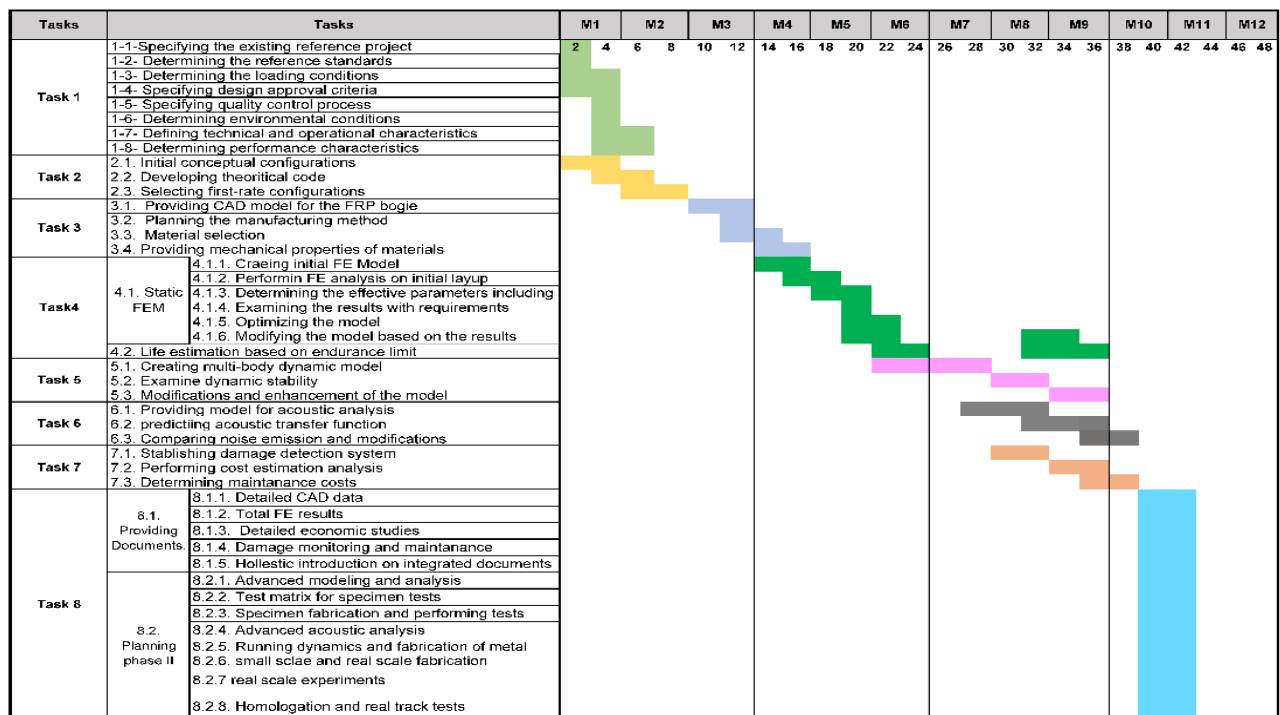 Tasks Tasks M1 M2 M3 M4 M5 M6 M7 M8 M9 M10 M11 M12
2 4 6 8 10 12 14 16 18 20 22 24 26 28 30 32 34 36 38 40 42 44 46 48
Task 1
1-1-Specifying the existing reference project
1-2- Determining the reference standards
1-3- Determining the loading conditions
1-4- Specifying design approval criteria
1-5- Specifying quality control process
1-6- Determining environmental conditions
1-7- Defining technical and operational characteristics
1-8- Determining performance characteristics
Task 2
2.1. Initial conceptual configurations
2.2. Developing theoritical code
2.3. Selecting first-rate configurations
Task 3
3.1. Providing CAD model for the FRP bogie
3.2. Planning the manufacturing method
3.3. Material selection
3.4. Providing mechanical properties of materials
Task4
4.1. Static
FEM
4.1.1. Craeing initial FE Model
4.1.2. Performin FE analysis on initial layup
4.1.3. Determining the effective parameters including
4.1.4. Examining the results with requirements
4.1.5. Optimizing the model
4.1.6. Modifying the model based on the results
4.2. Life estimation based on endurance limit
Task 5
5.1. Creating multi-body dynamic model
5.2. Examine dynamic stability
5.3. Modifications and enhancement of the model
Task 6
6.1. Providing model for acoustic analysis
6.2. predictiing acoustic transfer function
6.3. Comparing noise emission and modifications
Task 7
7.1. Stablishing damage detection system
7.2. Performing cost estimation analysis
7.3. Determining maintanance costs
Task 8
8.1.
Providing
Documents.
8.1.1. Detailed CAD data
8.1.2. Total FE results
8.1.3. Detailed economic studies
8.1.4. Damage monitoring and maintanance
8.1.5. Hollestic introduction on integrated documents
8.2.
Planning
phase II
8.2.1. Advanced modeling and analysis
8.2.2. Test matrix for specimen tests
8.2.3. Specimen fabrication and performing tests
8.2.4. Advanced acoustic analysis
8.2.5. Running dynamics and fabrication of metal
8.2.6. small sclae and real scale fabrication
8.2.7 real scale experiments
8.2.8. Homologation and real track tests